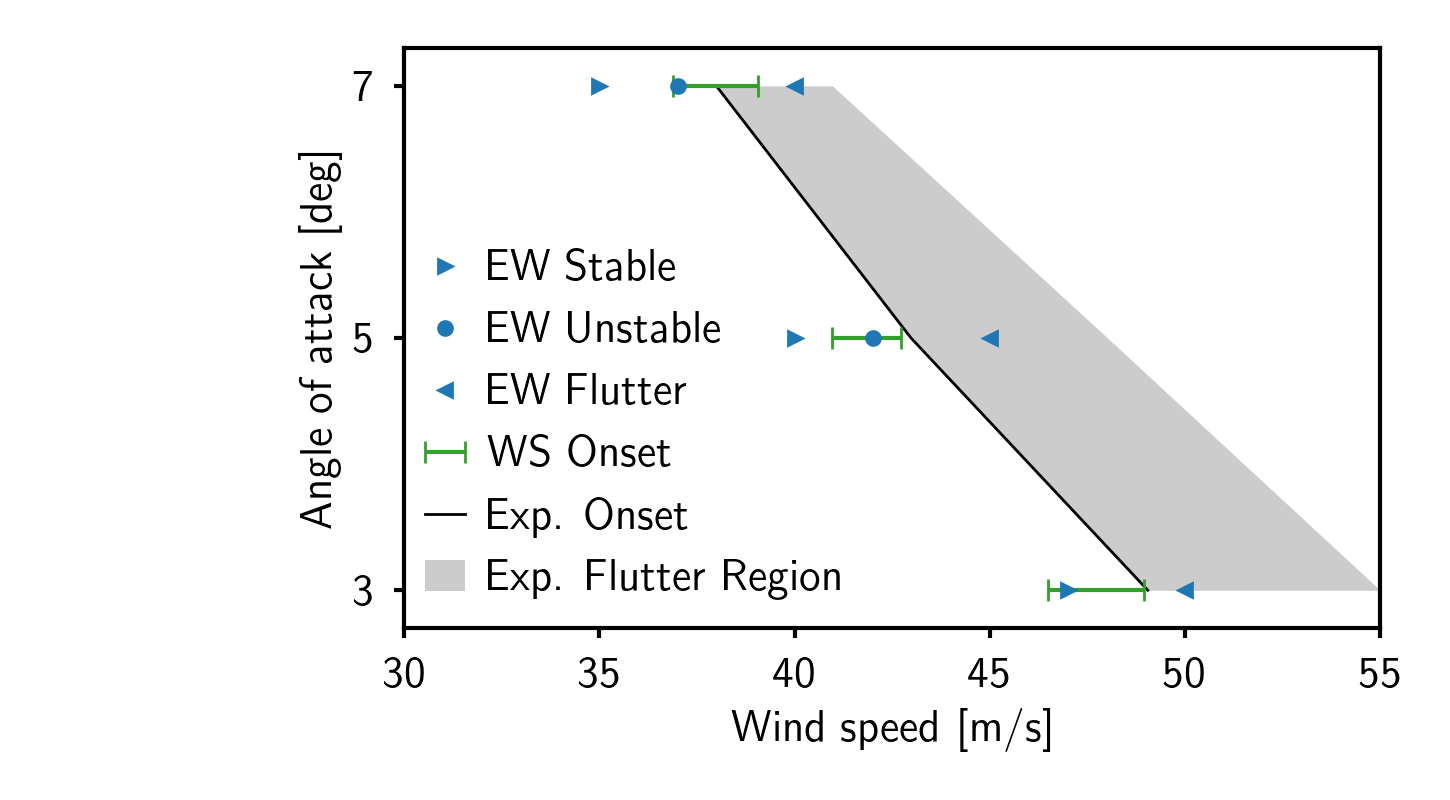 7
5
3
Angle of attack [deg]
EW Stable
EW Unstable
EW Flutter
WS Onset
Exp. Onset
Exp. Flutter Region
30 35 40 45 50 55
Wind speed [m/s]